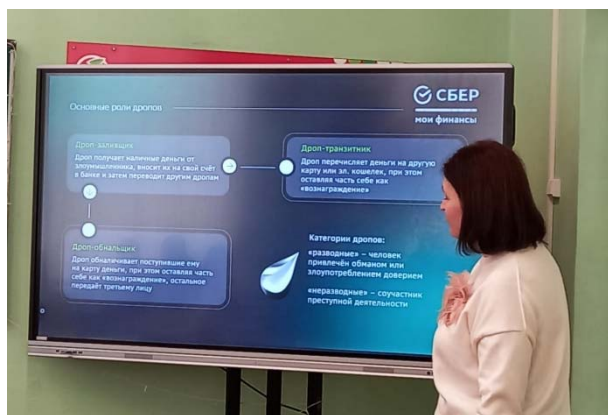 Основные роли дропов
СБЕР
мои финансы
Дроп-заливщик
Дроп получает наличные деньги от
злоумышленника, вносит их на свой счёт
в банке и затем переводит другим дропам
Дроп-транзитник
Дроп перечисляет деньги на другую
карту или эл. кошелек, при этом
оставляя часть себе как
«вознаграждение»
Дроп-обнальщик
Дроп обналичивает поступившие ему
на карту деньги, при этом оставляя часть
себе как «вознаграждение», остальное
передаёт третьему лицу
Категории дропов:
«разводные» – человек
привлечён обманом или
злоупотреблением доверием
«неразводные» – соучастник
преступной деятельности